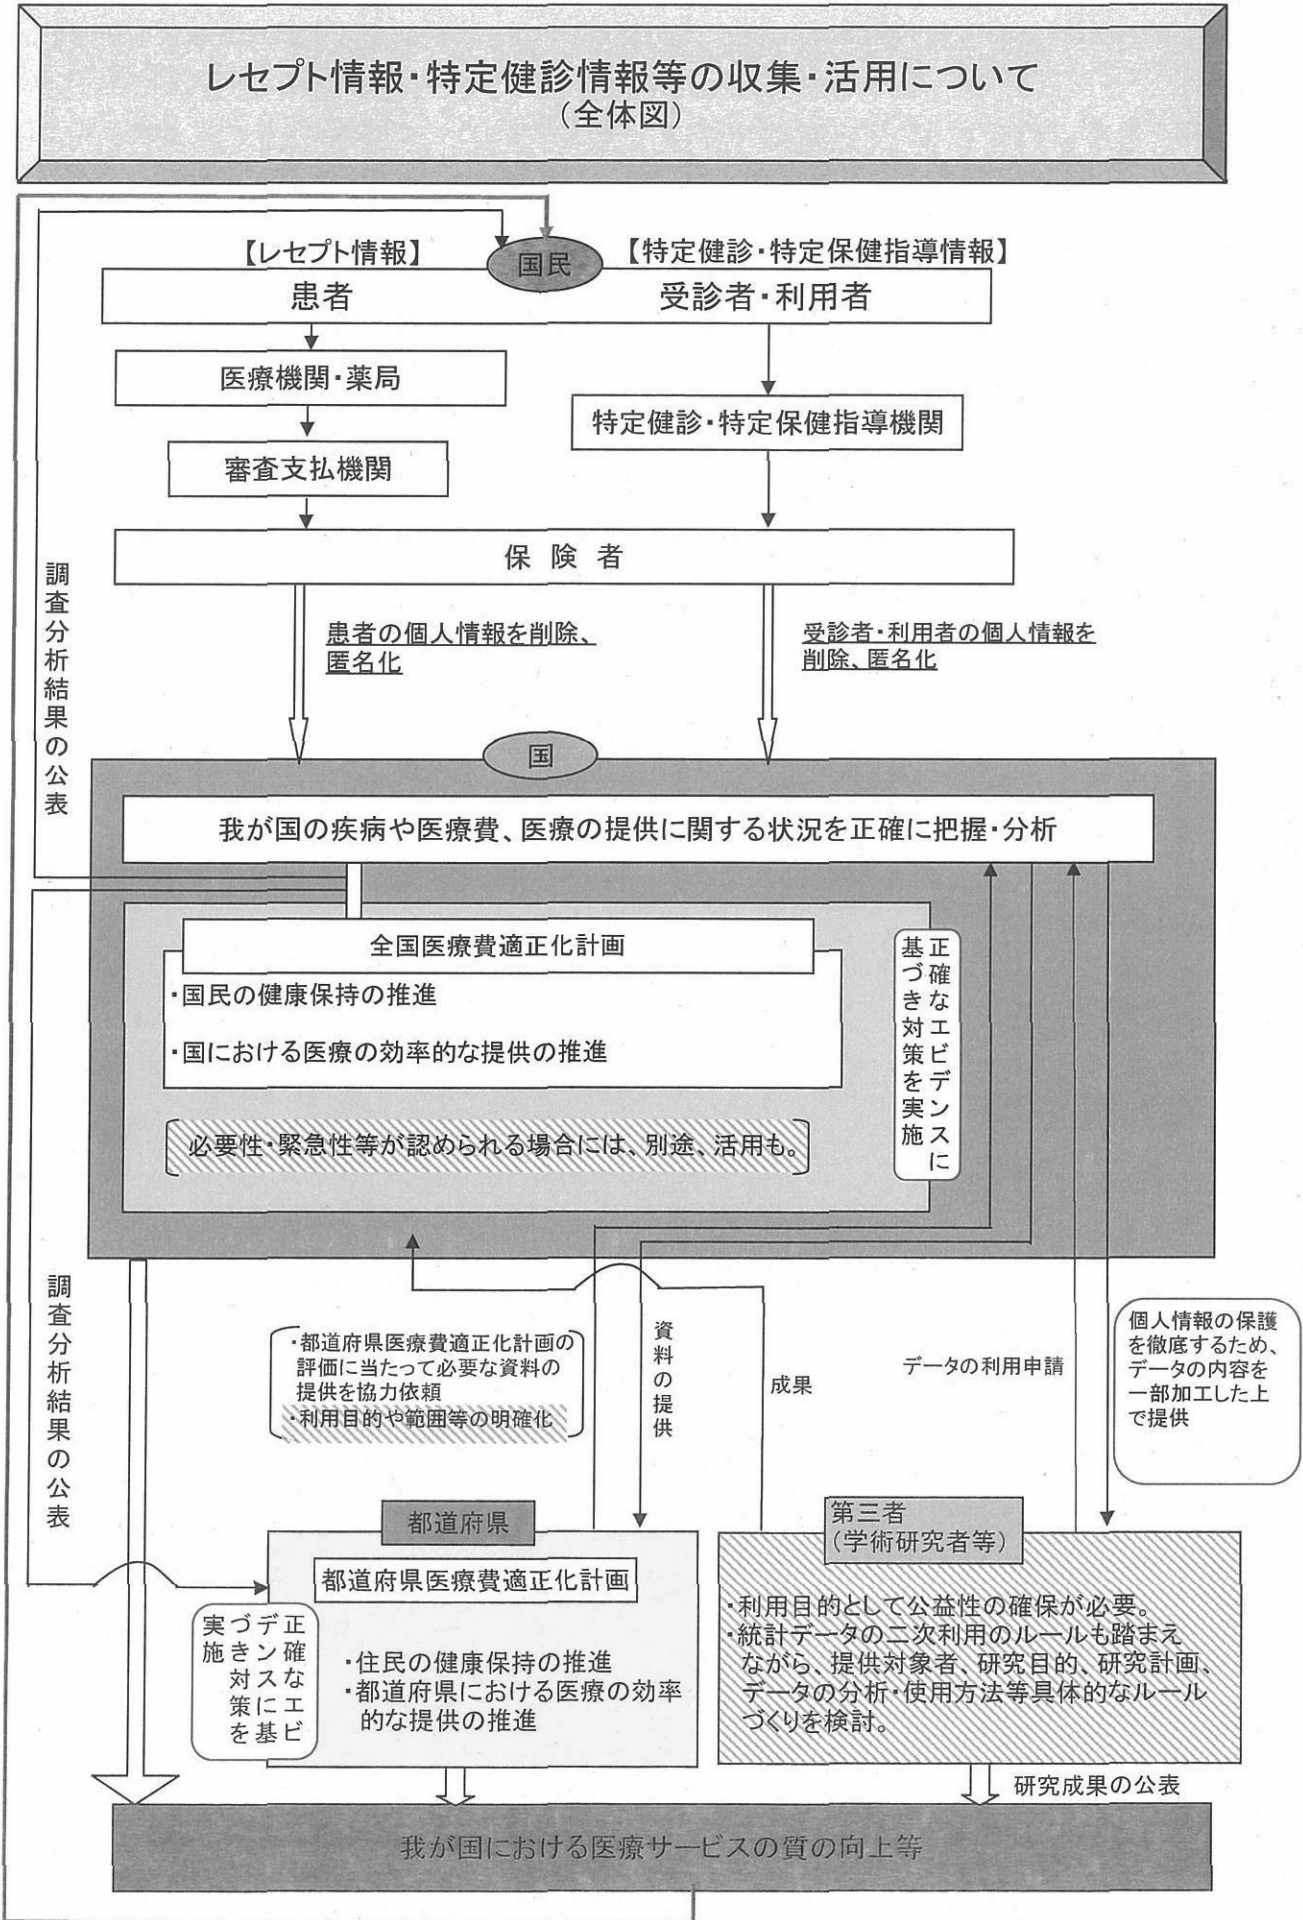 レセプト情報・特定健診情報等の収集・活用について
（全体図）
【レセプト情報】
国民
【特定健診・特定保健指導情報】
患者
受診者・利用者
医療機関・薬局
特定健診・特定保健指導機関
審査支払機関
保険者
調査分析結果の公表
患者の個人情報を削除、
匿名化
受診者・利用者の個人情報を
削除、匿名化
国
我が国の疾病や医療費、医療の提供に関する状況を正確に把握・分析
全国医療費適正化計画
・国民の健康保持の推進
・国における医療の効率的な提供の推進
正確なエビデンスに
基づき対策を実施
必要性・緊急性等が認められる場合には、別途、活用も。
調査分析結果の公表
・都道府県医療費適正化計画の
評価に当たって必要な資料の
提供を協力依頼
・利用目的や範囲等の明確化
資料の提供
成果
データの利用申請
個人情報の保護
を徹底するため、
データの内容を
一部加工した上
で提供
都道府県
都道府県医療費適正化計画
正確なエビ
デンスに基
づき対策を
実施
・住民の健康保持の推進
・都道府県における医療の効率
的な提供の推進
第三者
（学術研究者等）
・利用目的として公益性の確保が必要。
・統計データの二次利用のルールも踏まえ
ながら、提供対象者、研究目的、研究計画、
データの分析・使用方法等具体的なルール
づくりを検討。
研究成果の公表
我が国における医療サービスの質の向上等